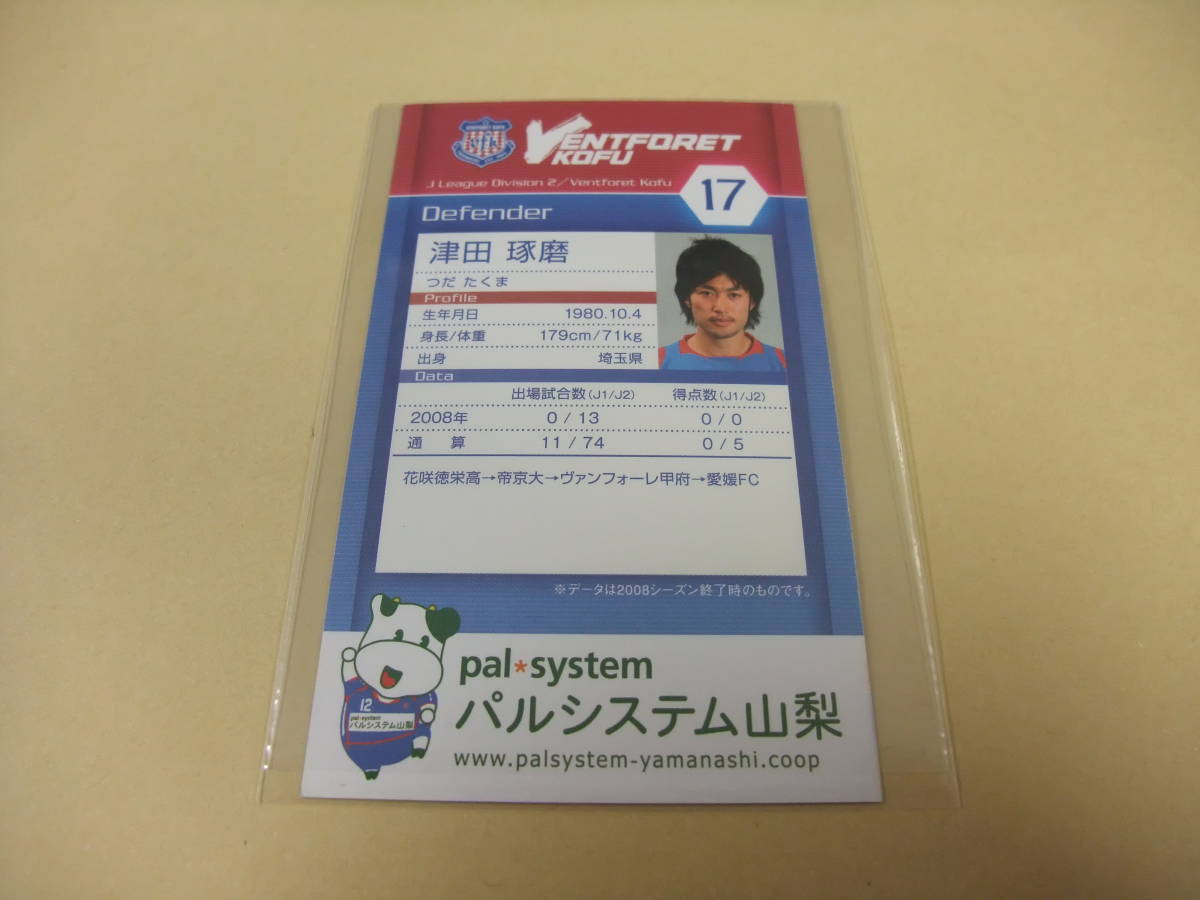 VENTFORET
KOFU
J League Division 2／Ventforet Kofu
17
Defender
津田 琢磨
つだ たくま
Profile
生年月日 1980.10.4
身長/体重 179cm/71kg
出身 埼玉県
Data
出場試合数(J1/J2) 得点数(J1/J2)
2008年 0 / 13 0 / 0
通 算 11 / 74 0 / 5
花咲徳栄高→帝京大→ヴァンフォーレ甲府→愛媛FC
※データは2008シーズン終了時のものです。
12
pal*system
パルシステム山梨
pal*system
パルシステム山梨
www.palsystem-yamanashi.coop